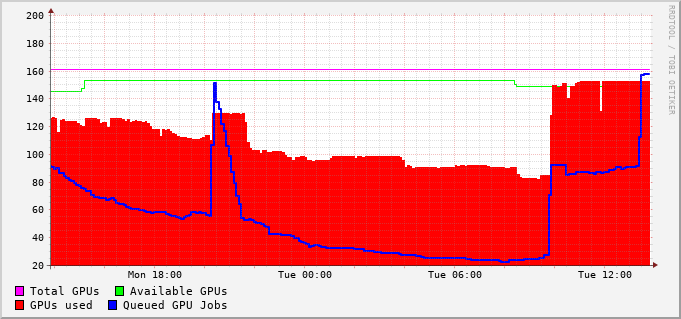 200
180
160
140
120
100
80
60
40
20
Mon 18:00 Tue 00:00 Tue 06:00 Tue 12:00
Total GPUs Available GPUs
GPUs used Queued GPU Jobs
RRDTOOL / TOBI OETIKER